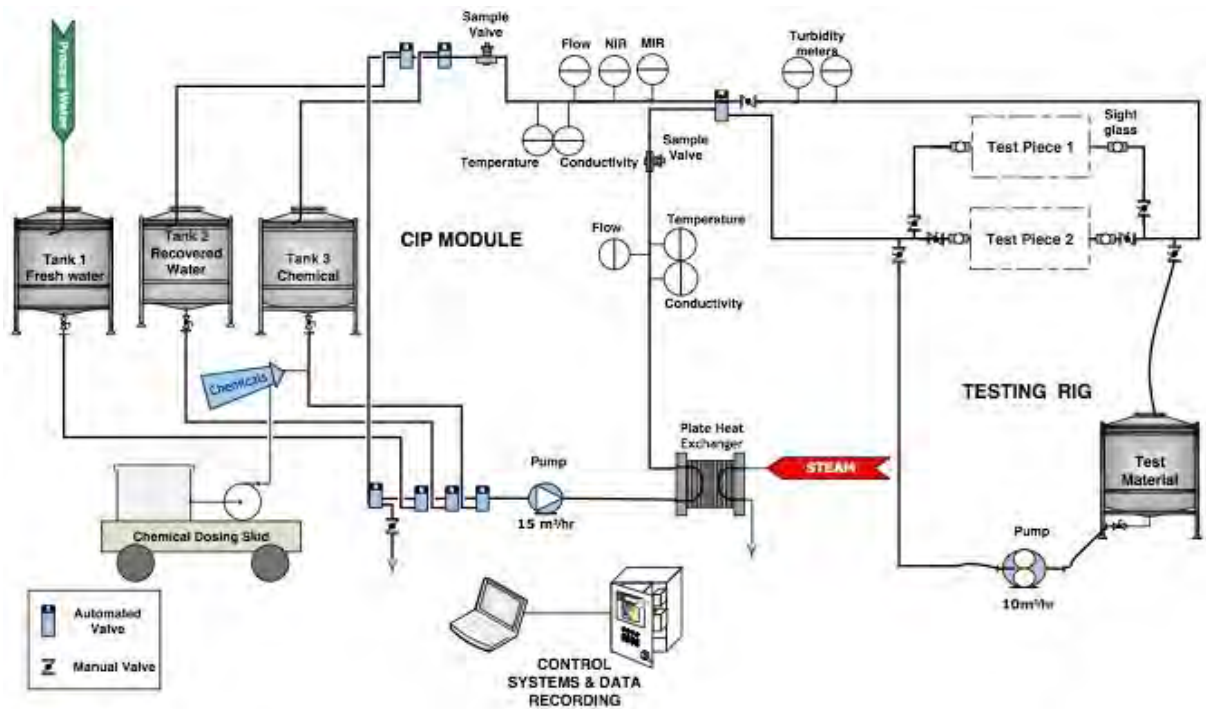 Process Water
Sample
Valve
Flow
NIR
MIR
Turbidity
meters
Temperature
Conductivity
Sample
Valve
Sight
glass
Test Piece 1
Test Piece 2
Tank 1
Fresh water
Tank 2
Recovered
Water
Tank 3
Chemical
CIP MODULE
Flow
Temperature
Conductivity
Chemicals
TESTING RIG
Plate Heat
Exchanger
STEAM
Pump
15 m³/hr
Test
Material
Pump
10m³/hr
Chemical Dosing Skid
Automated
Valve
Manual Valve
CONTROL
SYSTEMS & DATA
RECORDING